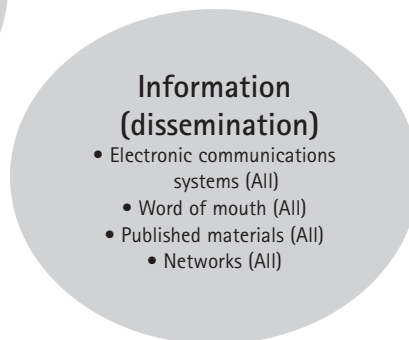 Information
(dissemination)
• Electronic communications
systems (All)
• Word of mouth (All)
• Published materials (All)
• Networks (All)